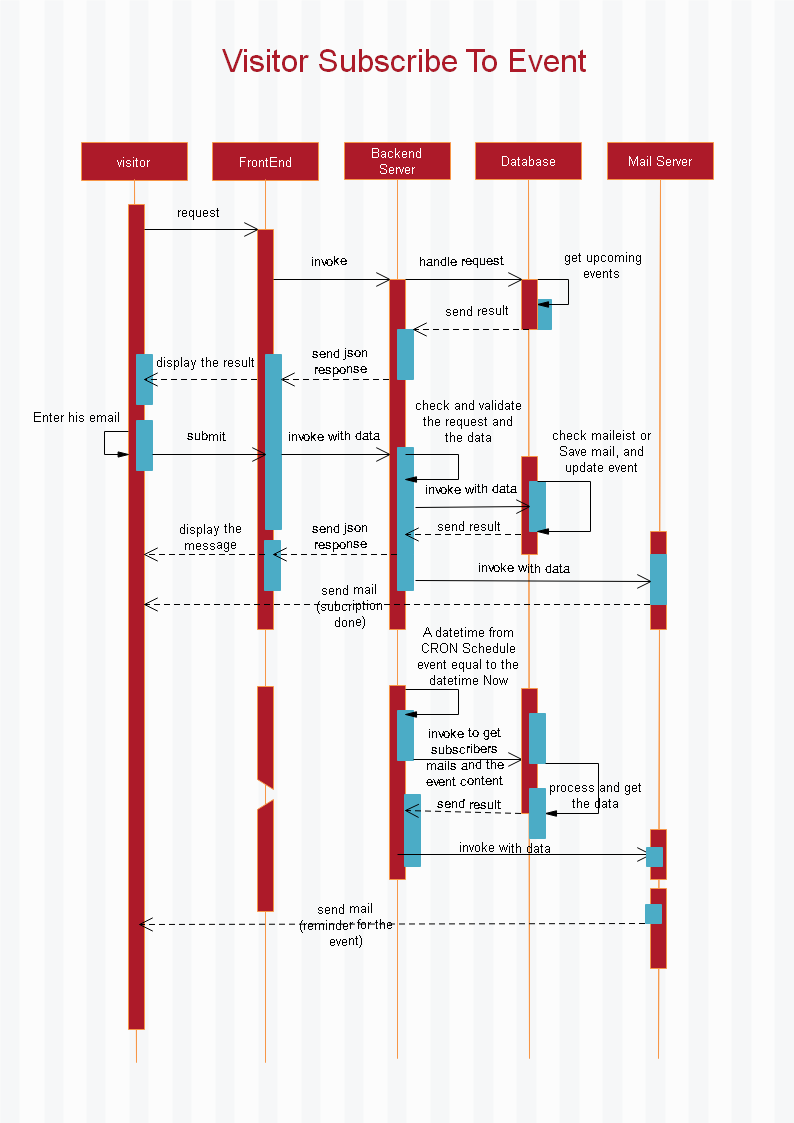 Visitor Subscribe To Event
visitor
FrontEnd
Backend
Server
Database
Mail Server
request
invoke
handle request
get upcoming
events
send result
send json
response
display the result
Enter his email
submit
invoke with data
check and validate
the request and
the data
invoke with data
check maileist or
Save mail, and
update event
send result
send json
response
display the
message
invoke with data
send mail
(subcription
done)
A datetime from
CRON Schedule
event equal to the
datetime Now
invoke to get
subscribers
mails and the
event content
process and get
the data
send result
invoke with data
send mail
(reminder for the
event)